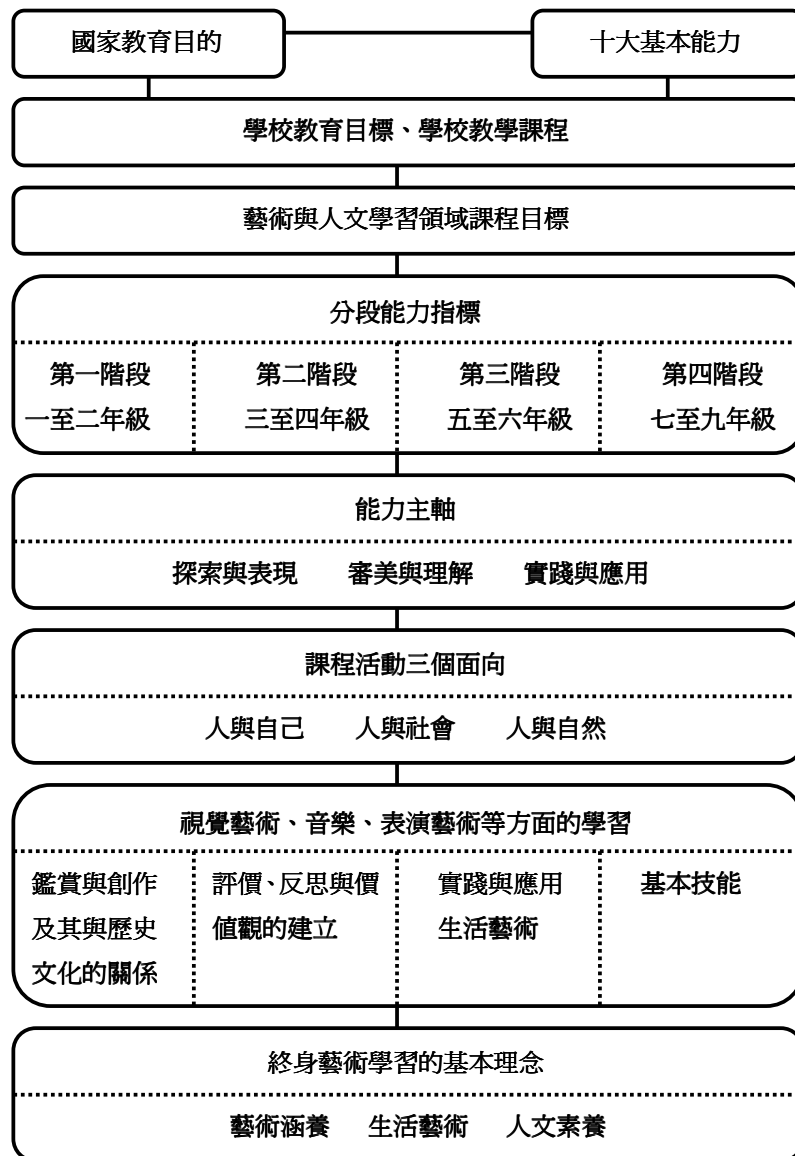 國家教育目的
十大基本能力
學校教育目標、學校教學課程
藝術與人文學習領域課程目標
分段能力指標
第一階段
一至二年級
第二階段
三至四年級
第三階段
五至六年級
第四階段
七至九年級
能力主軸
探索與表現 審美與理解 實踐與應用
課程活動三個面向
人與自己 人與社會 人與自然
視覺藝術、音樂、表演藝術等方面的學習
鑑賞與創作
及其與歷史
文化的關係
評價、反思與價
值觀的建立
實踐與應用
生活藝術
基本技能
終身藝術學習的基本理念
藝術涵養 生活藝術 人文素養